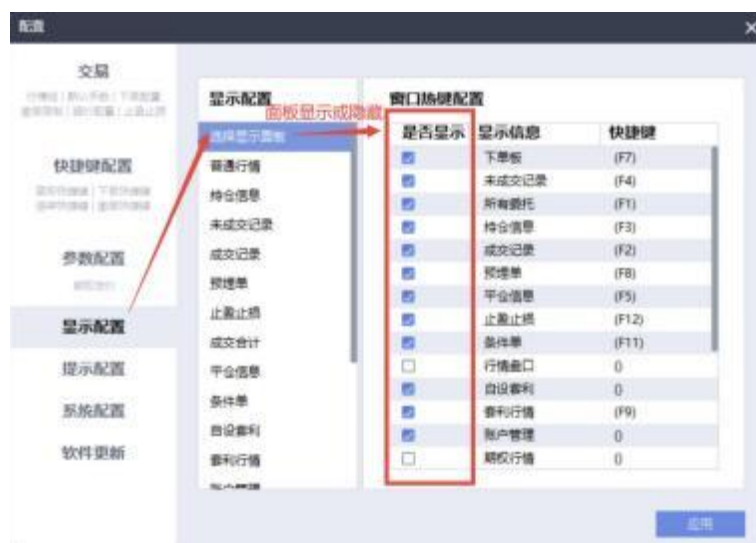 配置
交易
快捷键配置
参数配置
显示配置
提示配置
系统配置
软件更新
显示配置
面板显示或隐藏
选择显示面板
普通行情
持仓信息
未成交记录
成交记录
预埋单
止盈止损
成交合计
平仓信息
条件单
自设套利
套利行情
账户管理
窗口热键配置
是否显示 显示信息 快捷键
下单板 (F7)
未成交记录 (F4)
所有委托 (F1)
持仓信息 (F3)
成交记录 (F2)
预埋单 (F8)
平仓信息 (F5)
止盈止损 (F12)
条件单 (F11)
行情盘口 ()
自设套利 ()
套利行情 (F9)
账户管理 ()
期权行情 ()
应用